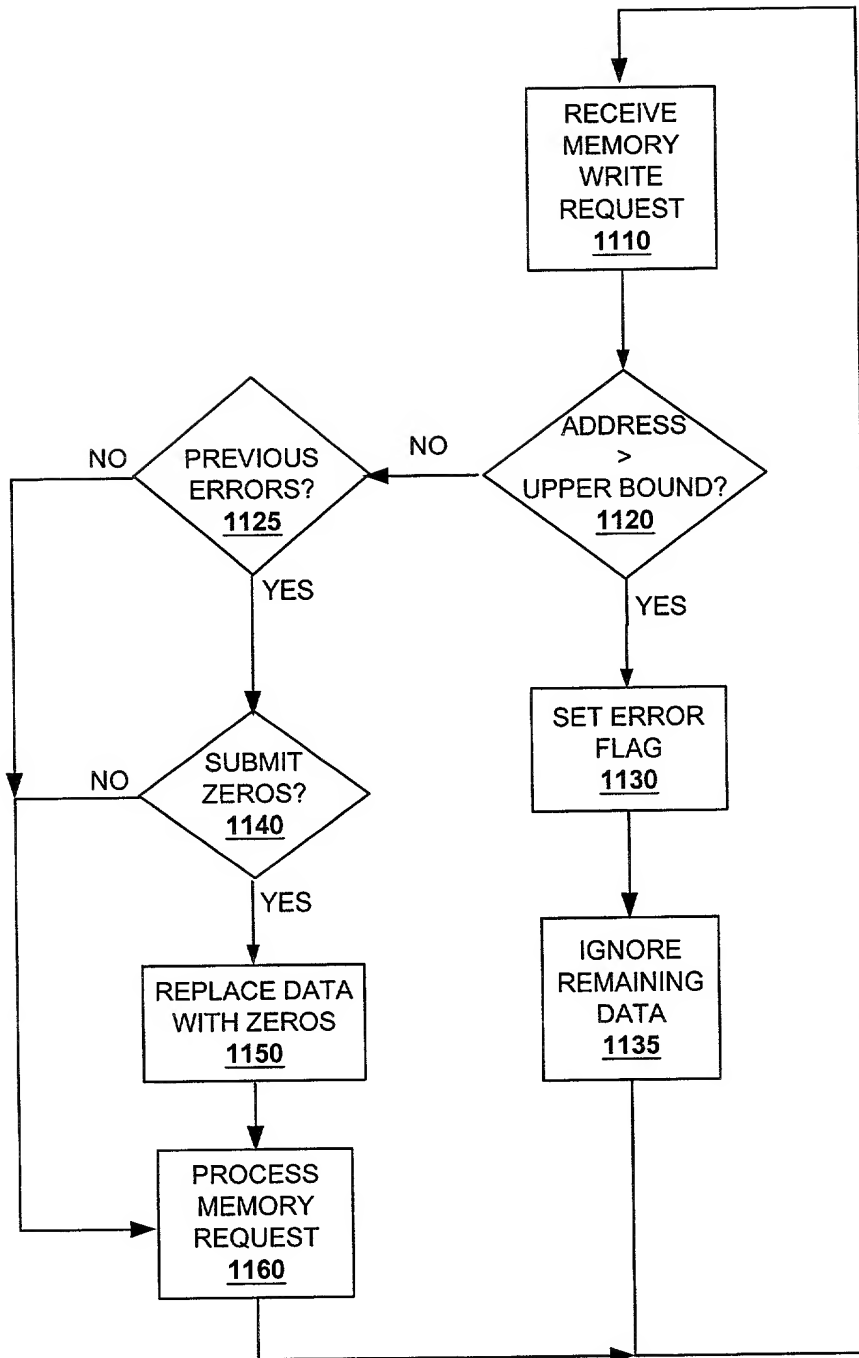 RECEIVE
MEMORY
WRITE
REQUEST
1110
ADDRESS
>
UPPER BOUND?
1120
NO
PREVIOUS
ERRORS?
1125
NO
YES
YES
SET ERROR
FLAG
1130
SUBMIT
ZEROS?
1140
NO
YES
IGNORE
REMAINING
DATA
1135
REPLACE DATA
WITH ZEROS
1150
PROCESS
MEMORY
REQUEST
1160